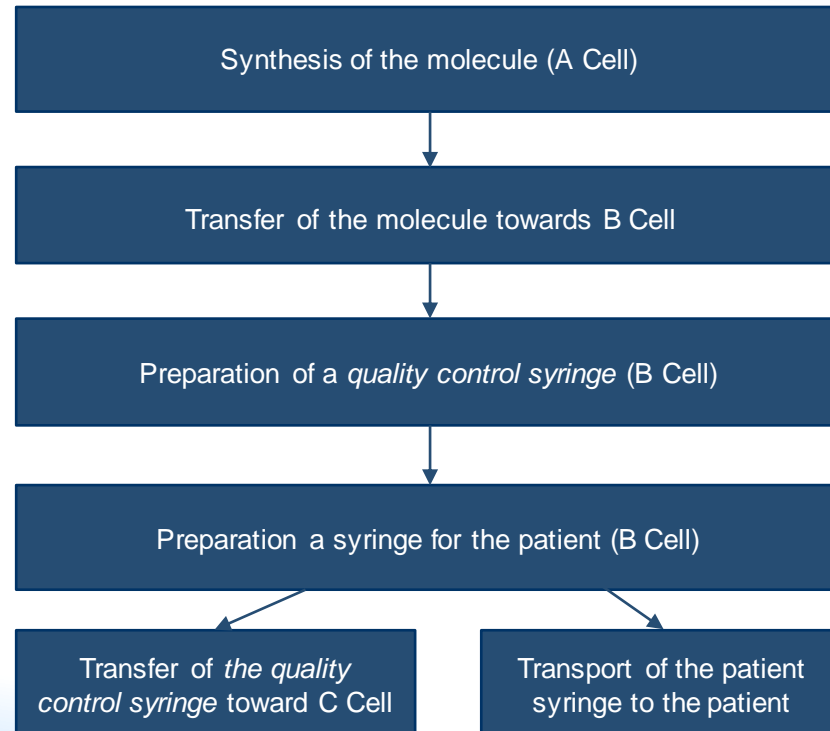 Synthesis of the molecule (A Cell)
Transfer of the molecule towards B Cell
Preparation of a quality control syringe (B Cell)
Preparation a syringe for the patient (B Cell)
Transfer of the quality
control syringe toward C Cell
Transport of the patient
syringe to the patient